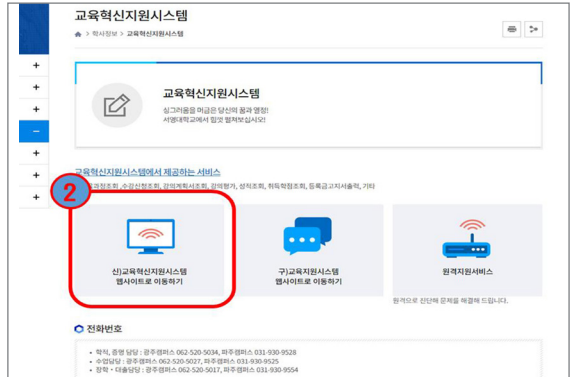 교육혁신지원시스템
> 학사정보 > 교육혁신지원시스템
교육혁신지원시스템
싱그러움을 머금은 당신의 꿈과 열정!
서영대학교에서 힘껏 펼쳐보십시오!
교육혁신지원시스템에서 제공하는 서비스
과정조회, 수강신청조회, 강의계획서조회, 강의평가, 성적조회, 취득학점조회, 등록금고지서출력, 기타
2
신)교육혁신지원시스템
웹사이트로 이동하기
구)교육지원시스템
웹사이트로 이동하기
원격지원서비스
원격으로 진단해 문제를 해결해 드립니다.
전화번호
• 학적, 증명 담당 : 광주캠퍼스 062-520-5034, 파주캠퍼스 031-930-9528
• 수업담당 : 광주캠퍼스 062-520-5027, 파주캠퍼스 031-930-9525
• 장학・대출담당 : 광주캠퍼스 062-520-5017, 파주캠퍼스 031-930-9554